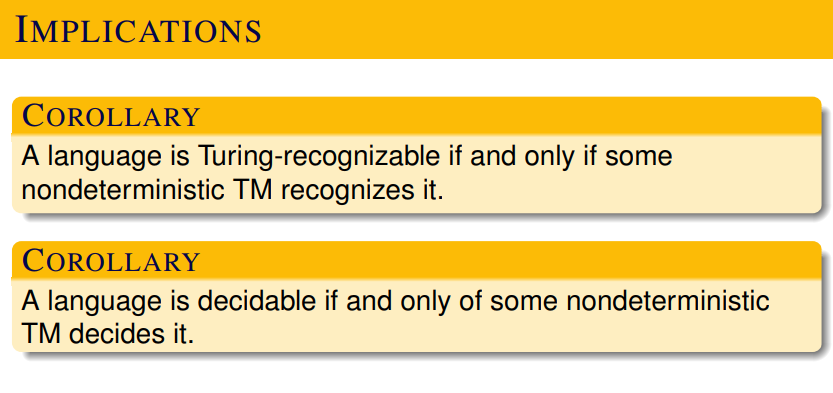 IMPLICATIONS
COROLLARY
A language is Turing-recognizable if and only if some
nondeterministic TM recognizes it.
COROLLARY
A language is decidable if and only of some nondeterministic
TM decides it.